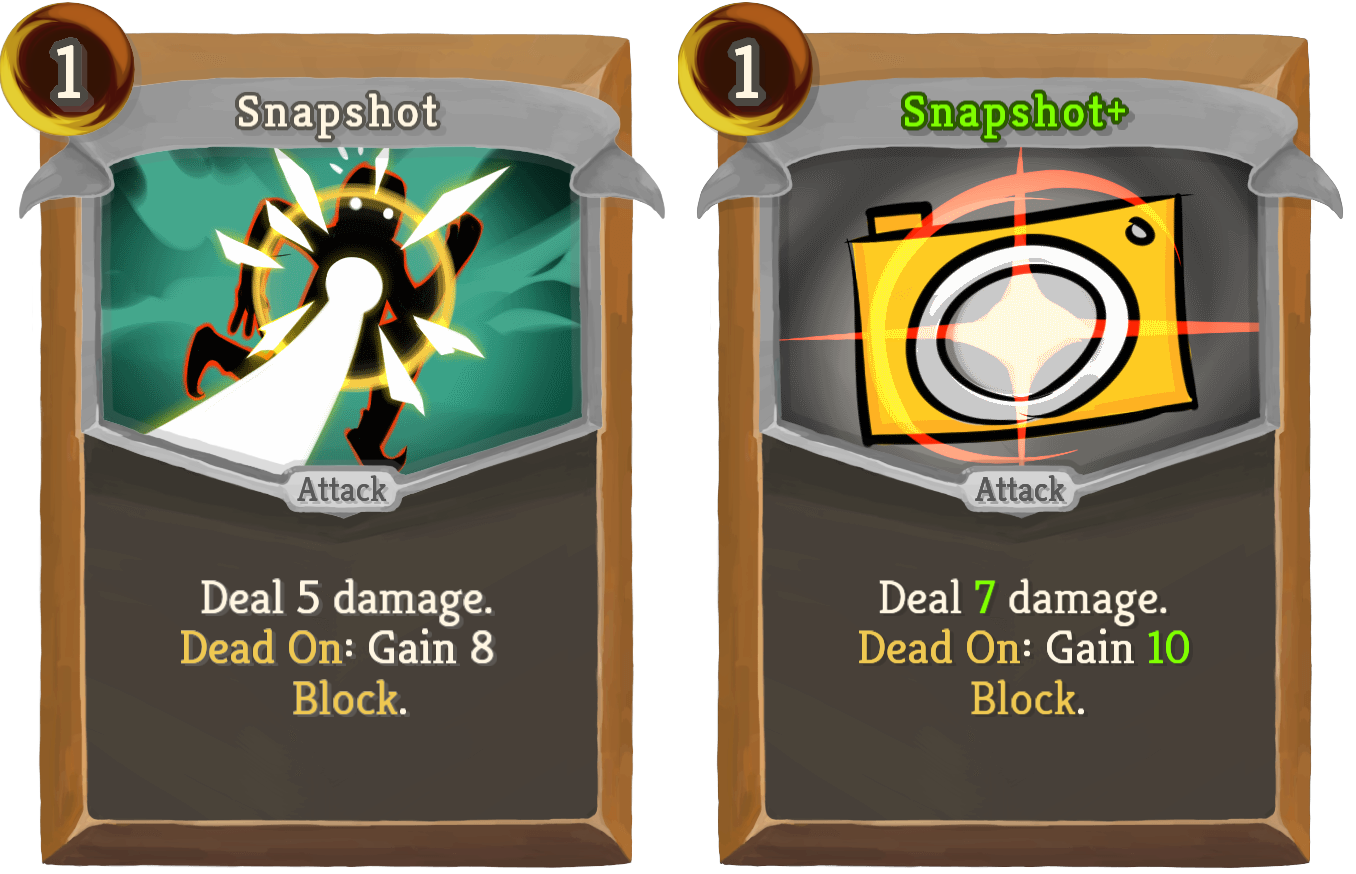 1
Snapshot
Attack
Deal 5 damage.
Dead On: Gain 8
Block.
1
Snapshot+
Attack
Deal 7 damage.
Dead On: Gain 10
Block.